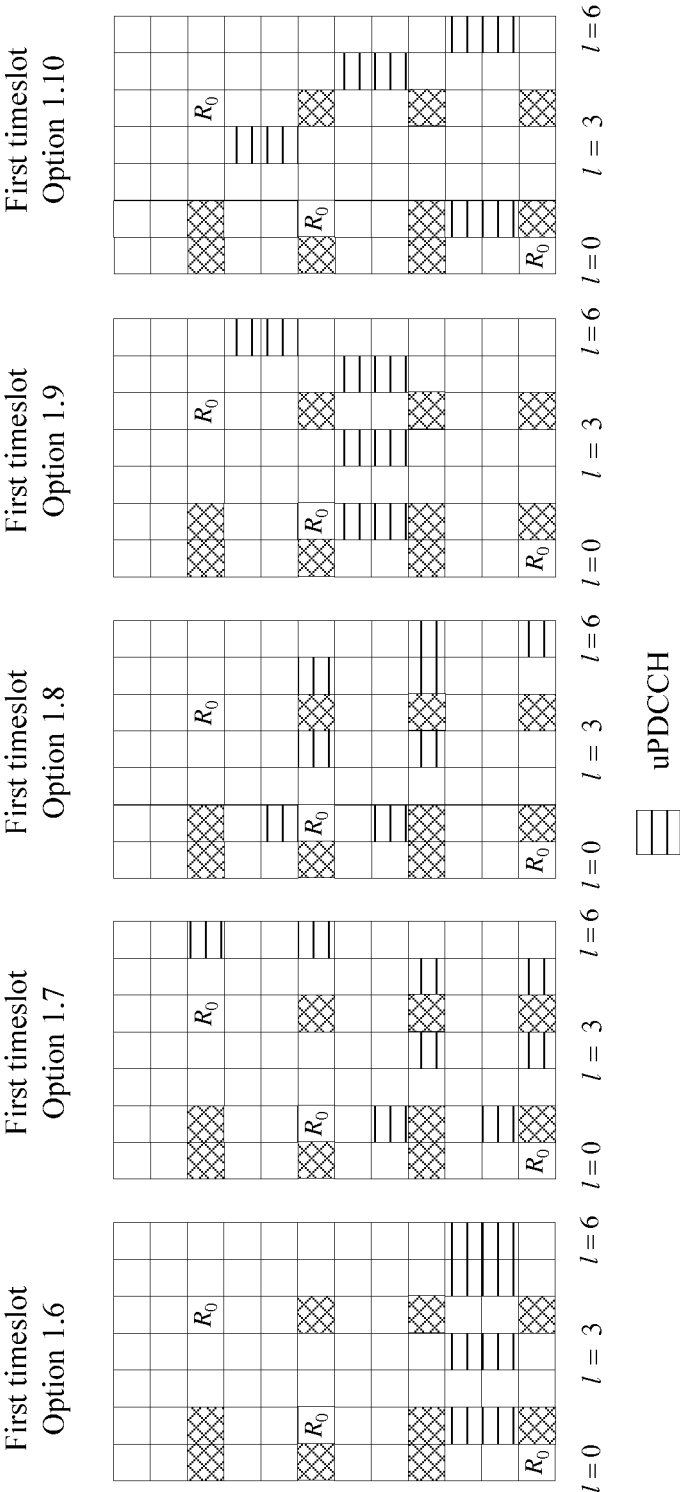 First timeslot
Option 1.6
R0
R0
R0
l=0
l = 3
l=6
First timeslot
Option 1.7
R0
R0
R0
l=0
l = 3
l=6
First timeslot
Option 1.8
R0
R0
R0
l=0
l = 3
l=6
First timeslot
Option 1.9
R0
R0
R0
l=0
l = 3
l=6
First timeslot
Option 1.10
R0
R0
R0
l=0
l = 3
l=6
uPDCCH